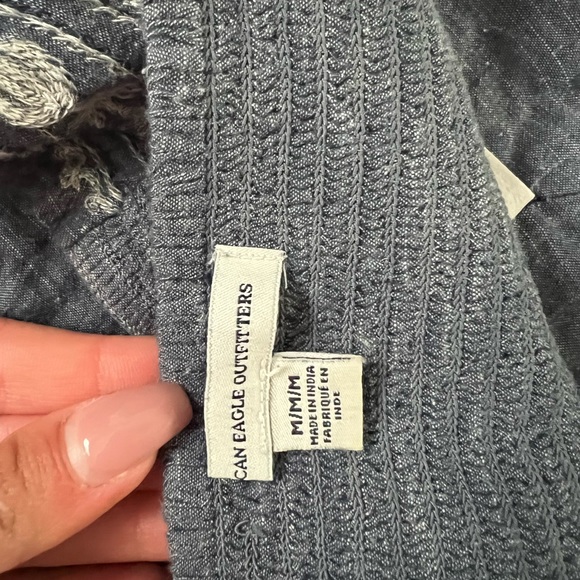 CAN EAGLE OUTFITTERS
M/M/M
MADE IN INDIA
FABRIQUÉ EN
INDE